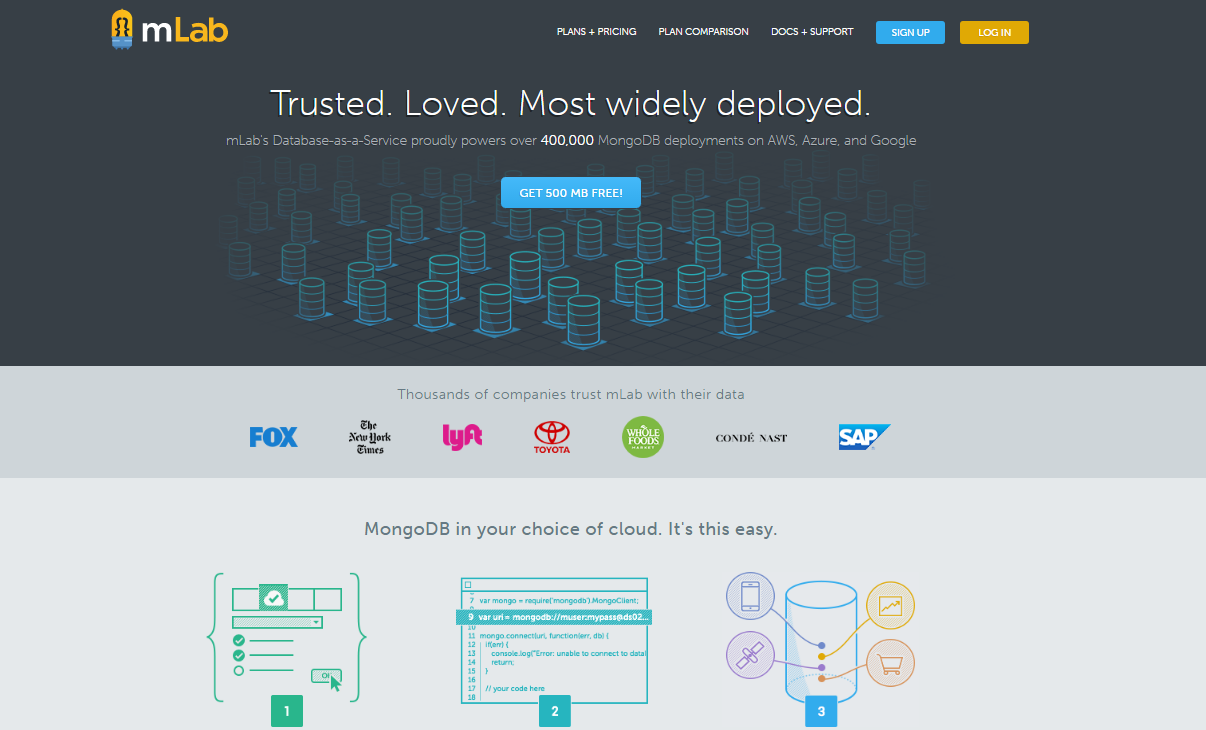 mLab
PLANS + PRICING
PLAN COMPARISON
DOCS + SUPPORT
SIGN UP
LOG IN
Trusted. Loved. Most widely deployed.
mLab's Database-as-a-Service proudly powers over 400,000 MongoDB deployments on AWS, Azure, and Google
GET 500 MB FREE!
Thousands of companies trust mLab with their data
FOX
The
New York
Times
lyft
TOYOTA
WHOLE
FOODS
MARKET
CONDÉ NAST
SAP
MongoDB in your choice of cloud. It's this easy.
OK
1
7 var mongo = require('mongodb').MongoClient;
9 var uri = mongodb://muser:mypass@ds02...
10
11 mongo.connect(uri, function(err, db) {
12 if(err) {
13 console.log("Error: unable to connect to datal
14 return;
15 }
16
17 // your code here
18
2
3